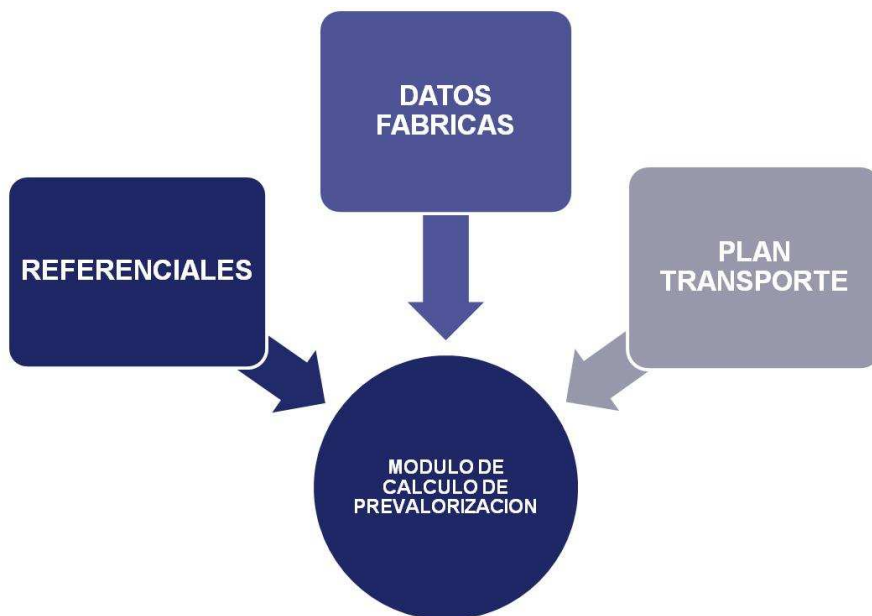 DATOS
FABRICAS
REFERENCIALES
PLAN
TRANSPORTE
MODULO DE
CALCULO DE
PREVALORIZACION